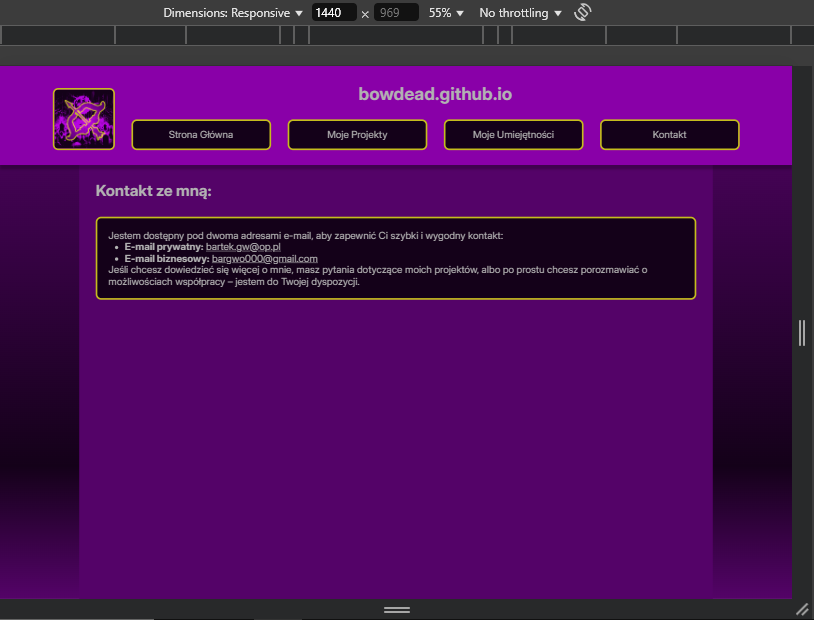 Dimensions: Responsive 1440 x 969 55% No throttling
bowdead.github.io
Strona Główna Moje Projekty Moje Umiejętności Kontakt
Kontakt ze mną:
Jestem dostępny pod dwoma adresami e-mail, aby zapewnić Ci szybki i wygodny kontakt:
• E-mail prywatny: bartek.gw@op.pl
• E-mail biznesowy: bargwo000@gmail.com
Jeśli chcesz dowiedzieć się więcej o mnie, masz pytania dotyczące moich projektów, albo po prostu chcesz porozmawiać o
możliwościach współpracy – jestem do Twojej dyspozycji.